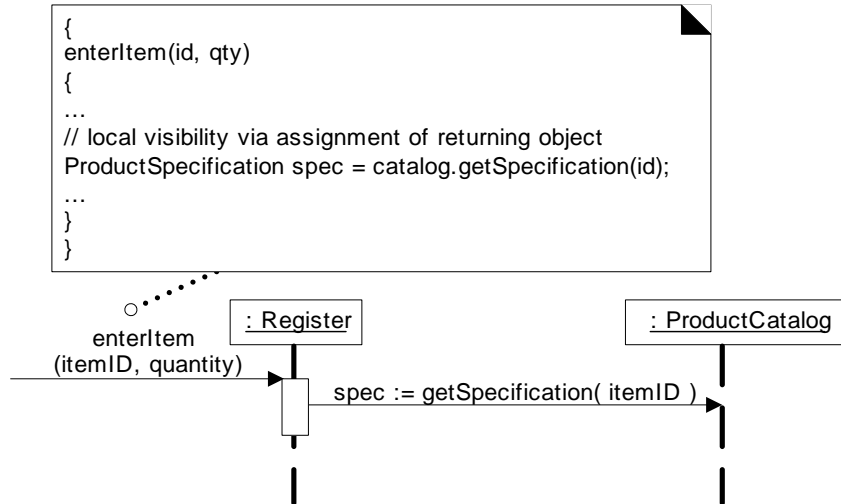 {
enterItem(id, qty)
{
...
// local visibility via assignment of returning object
ProductSpecification spec = catalog.getSpecification(id);
...
}
}
: Register
: ProductCatalog
enterItem
(itemID, quantity)
spec := getSpecification( itemID )